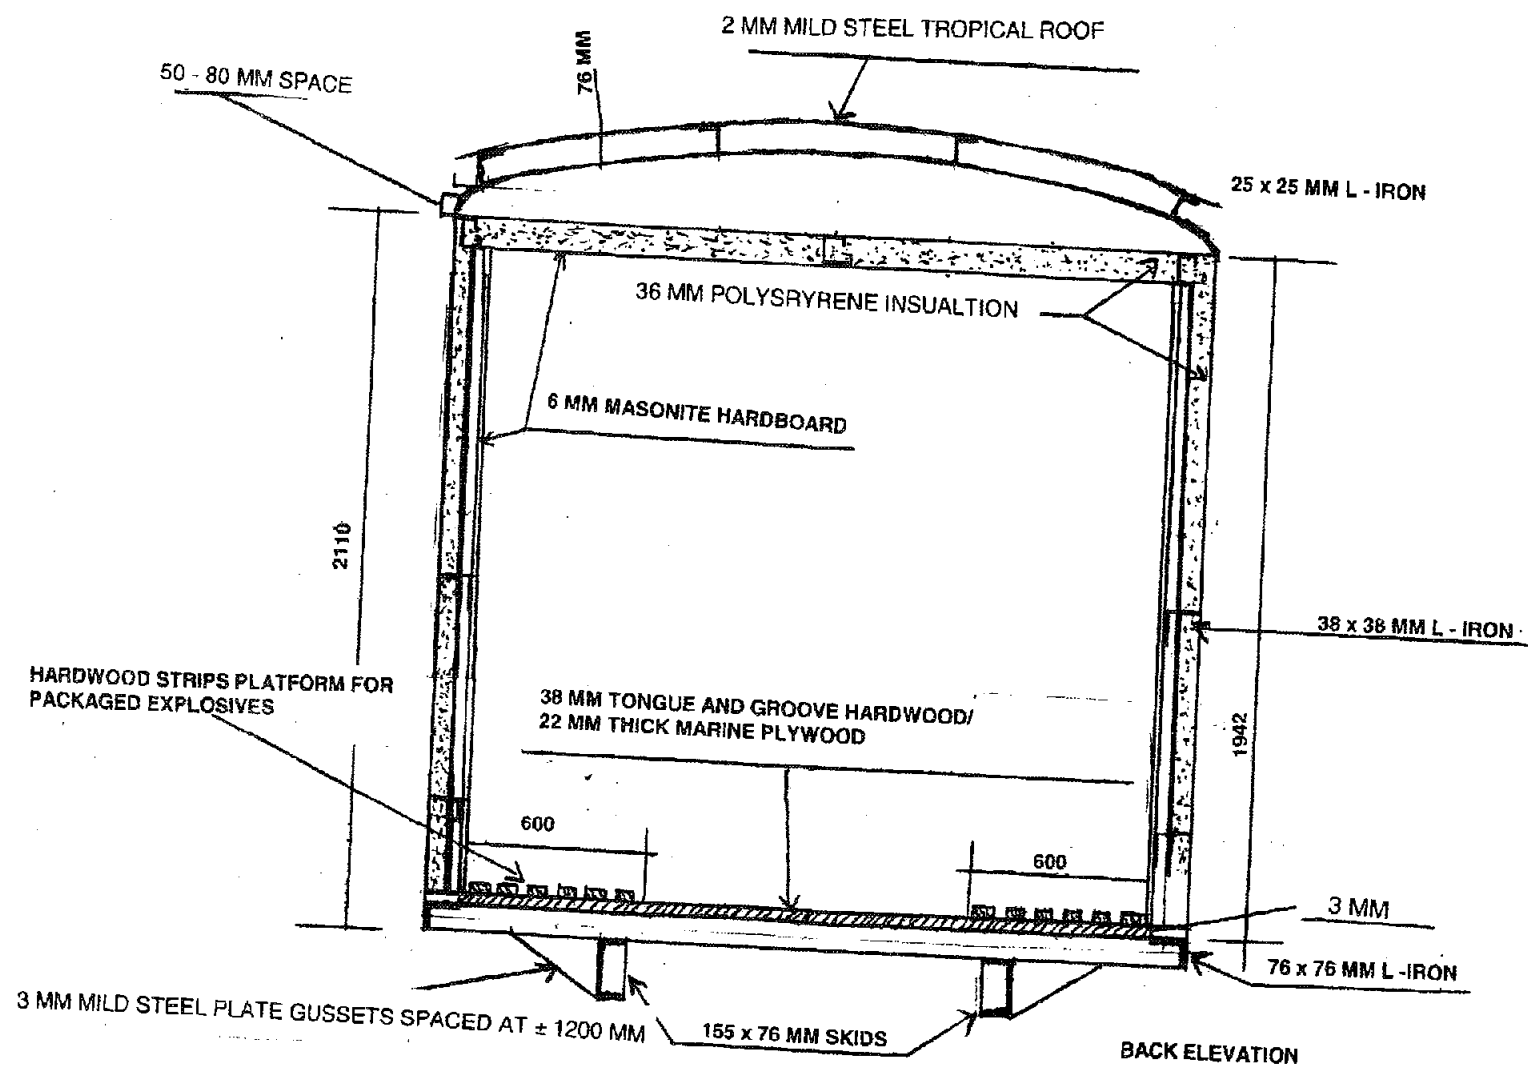 2 MM MILD STEEL TROPICAL ROOF
76 MM
50 - 80 MM SPACE
25 x 25 MM L - IRON
36 MM POLYSRYRENE INSUALTION
6 MM MASONITE HARDBOARD
2110
38 x 38 MM L - IRON
HARDWOOD STRIPS PLATFORM FOR
PACKAGED EXPLOSIVES
38 MM TONGUE AND GROOVE HARDWOOD/
22 MM THICK MARINE PLYWOOD
1942
600
600
3 MM
76 x 76 MM L -IRON
3 MM MILD STEEL PLATE GUSSETS SPACED AT ± 1200 MM
155 x 76 MM SKIDS
BACK ELEVATION